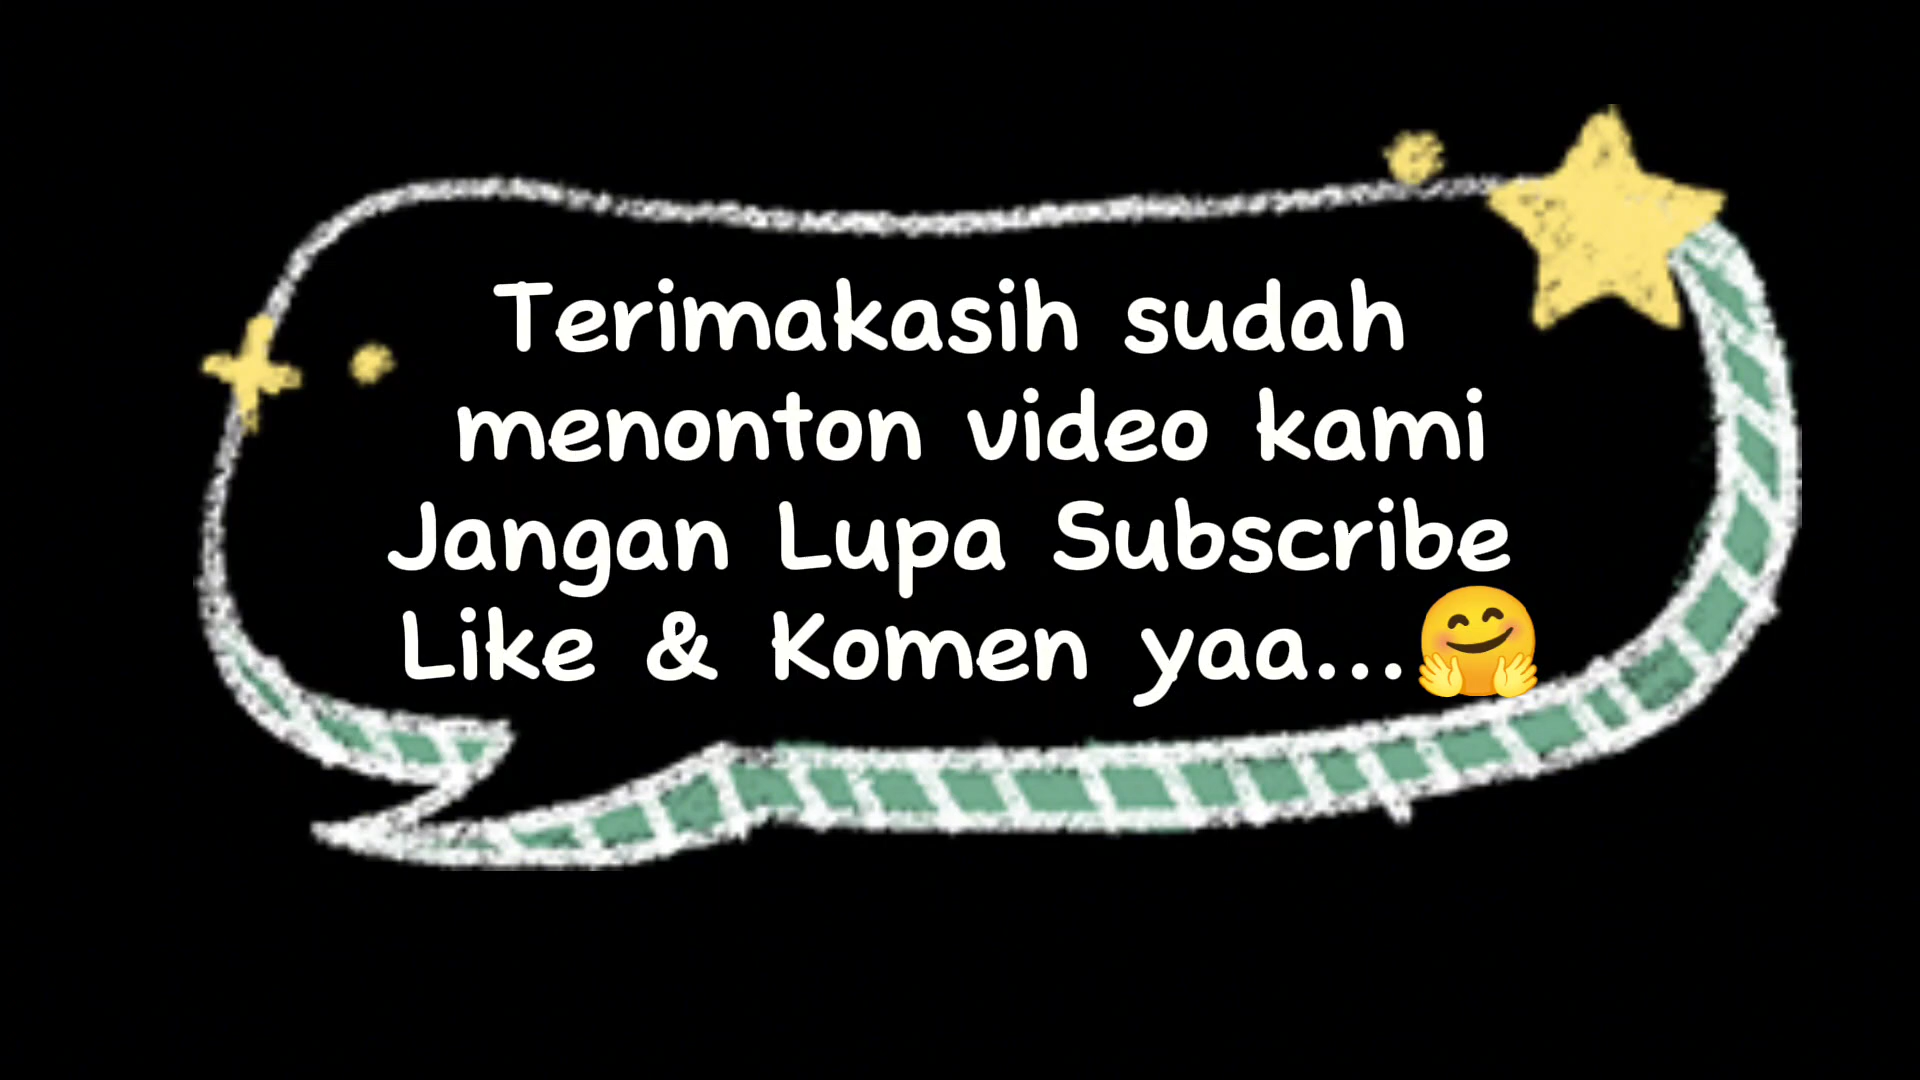 Terimakasih sudah
menonton video kami
Jangan Lupa Subscribe
Like & Komen yaa...🤗